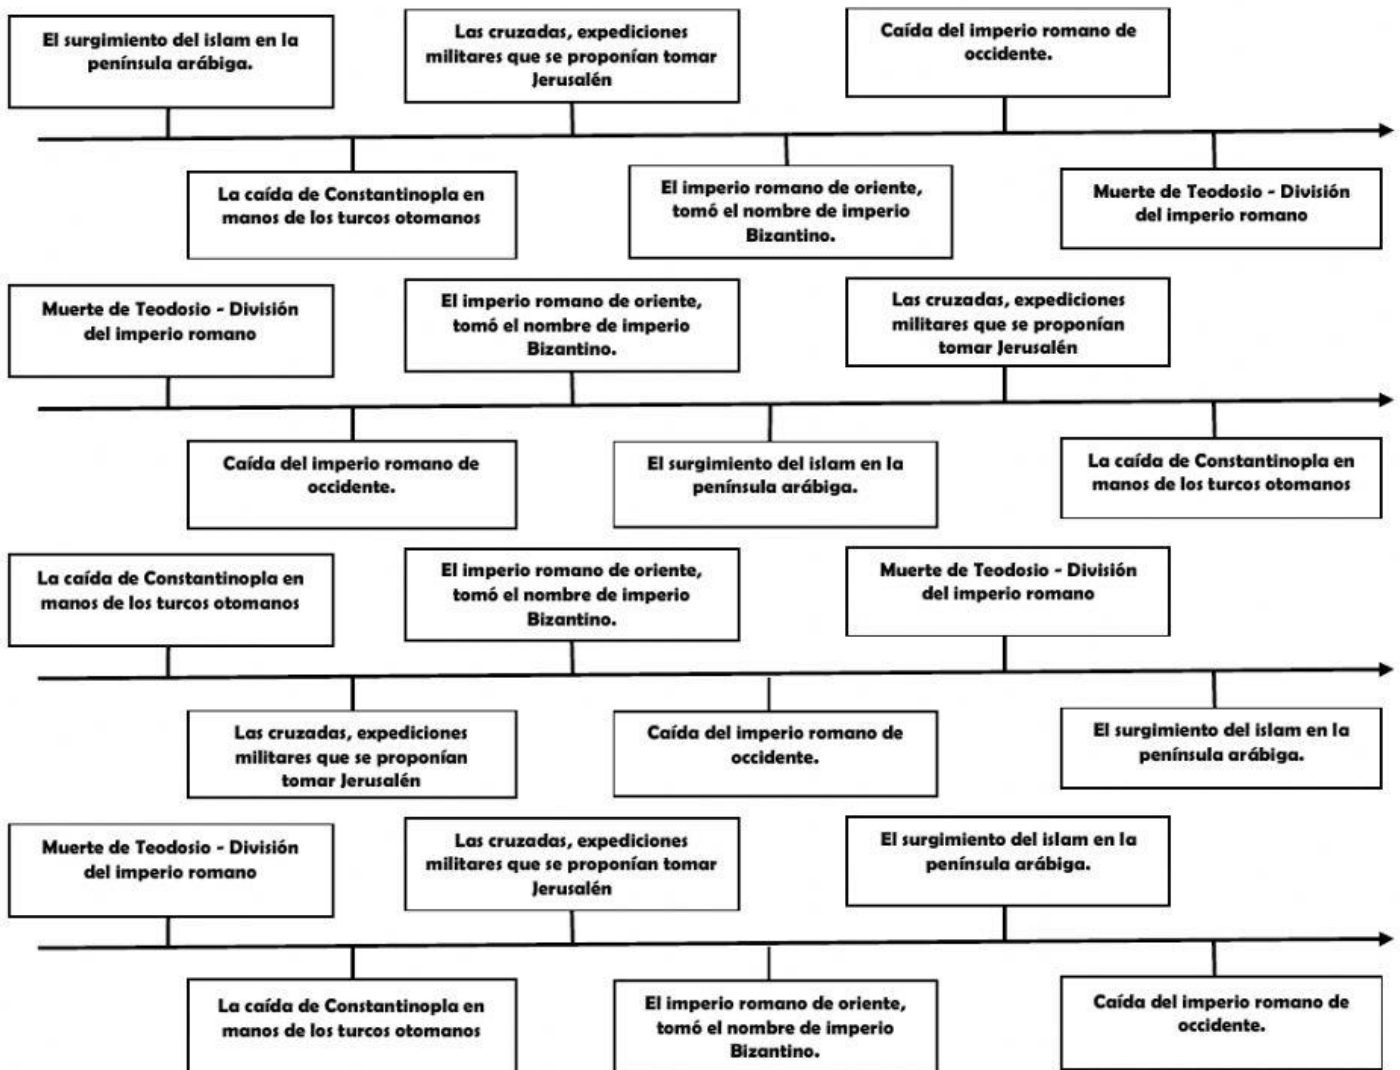 El surgimiento del islam en la
península arábiga.
Las cruzadas, expediciones
militares que se proponían tomar
Jerusalén
Caída del imperio romano de
occidente.
La caída de Constantinopla en
manos de los turcos otomanos
El imperio romano de oriente,
tomó el nombre de imperio
Bizantino.
Muerte de Teodosio - División
del imperio romano
Muerte de Teodosio - División
del imperio romano
El imperio romano de oriente,
tomó el nombre de imperio
Bizantino.
Las cruzadas, expediciones
militares que se proponían
tomar Jerusalén
Caída del imperio romano de
occidente.
El surgimiento del islam en la
península arábiga.
La caída de Constantinopla en
manos de los turcos otomanos
La caída de Constantinopla en
manos de los turcos otomanos
El imperio romano de oriente,
tomó el nombre de imperio
Bizantino.
Muerte de Teodosio - División
del imperio romano
Las cruzadas, expediciones
militares que se proponían
tomar Jerusalén
Caída del imperio romano de
occidente.
El surgimiento del islam en la
península arábiga.
Muerte de Teodosio - División
del imperio romano
Las cruzadas, expediciones
militares que se proponían tomar
Jerusalén
El surgimiento del islam en la
península arábiga.
La caída de Constantinopla en
manos de los turcos otomanos
El imperio romano de oriente,
tomó el nombre de imperio
Bizantino.
Caída del imperio romano de
occidente.